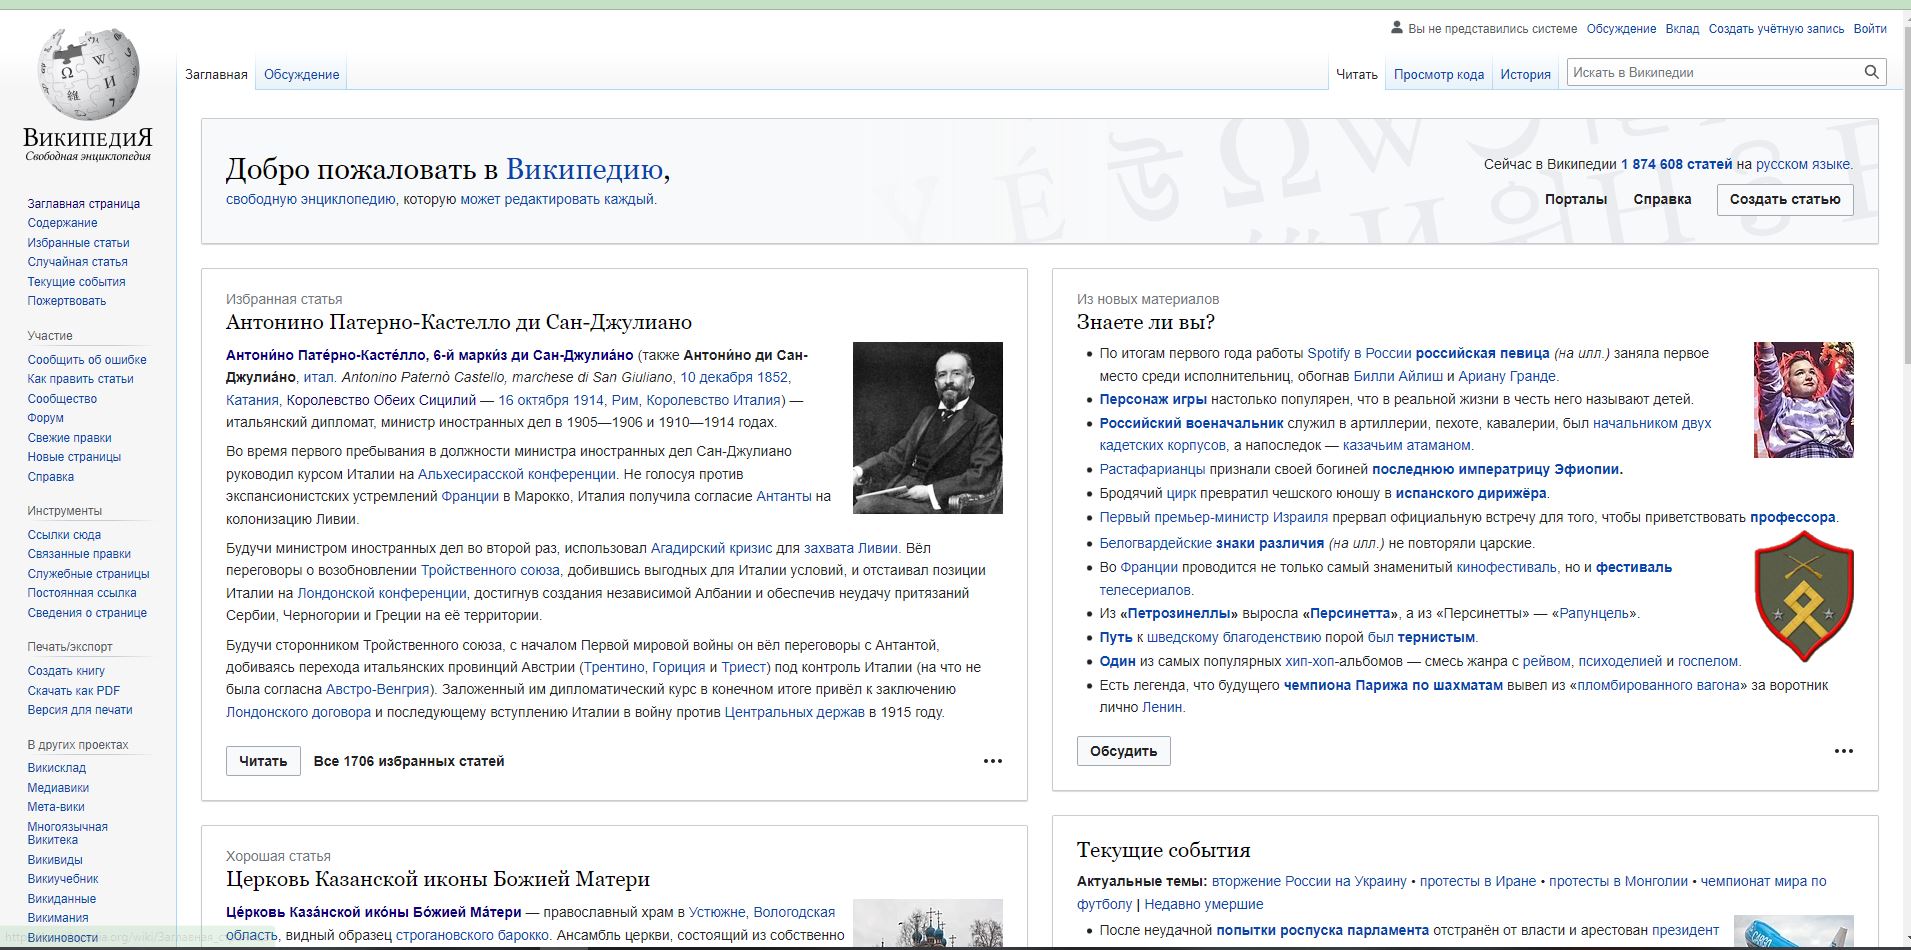 Вы не представились системе Обсуждение Вклад Создать учётную запись Войти
Заглавная Обсуждение
Читать Просмотр кода История Искать в Википедии
ВикипедиЯ
Свободная энциклопедия
Заглавная страница
Содержание
Избранные статьи
Случайная статья
Текущие события
Пожертвовать
Участие
Сообщить об ошибке
Как править статьи
Сообщество
Форум
Свежие правки
Новые страницы
Справка
Инструменты
Ссылки сюда
Связанные правки
Служебные страницы
Постоянная ссылка
Сведения о странице
Печать/экспорт
Создать книгу
Скачать как PDF
Версия для печати
В других проектах
Викисклад
Медиавики
Мета-вики
Многоязычная
Викитека
Викивиды
Викиучебник
Викиданные
Викимания
Викиновости
Добро пожаловать в Википедию,
свободную энциклопедию, которую может редактировать каждый.
Сейчас в Википедии 1 874 608 статей на русском языке.
Порталы Справка Создать статью
Избранная статья
Антонино Патерно-Кастелло ди Сан-Джулиано
Антони́но Пате́рно-Касте́лло, 6-й марки́з ди Сан-Джулиа́но (также Антони́но ди Сан-
Джулиа́но, итал. Antonino Paternò Castello, marchese di San Giuliano, 10 декабря 1852,
Катания, Королевство Обеих Сицилий — 16 октября 1914, Рим, Королевство Италия) —
итальянский дипломат, министр иностранных дел в 1905—1906 и 1910—1914 годах.
Во время первого пребывания в должности министра иностранных дел Сан-Джулиано
руководил курсом Италии на Альхесирасской конференции. Не голосуя против
экспансионистских устремлений Франции в Марокко, Италия получила согласие Антанты на
колонизацию Ливии.
Будучи министром иностранных дел во второй раз, использовал Агадирский кризис для захвата Ливии. Вёл
переговоры о возобновлении Тройственного союза, добившись выгодных для Италии условий, и отстаивал позиции
Италии на Лондонской конференции, достигнув создания независимой Албании и обеспечив неудачу притязаний
Сербии, Черногории и Греции на её территории.
Будучи сторонником Тройственного союза, с началом Первой мировой войны он вёл переговоры с Антантой,
добиваясь перехода итальянских провинций Австрии (Трентино, Гориция и Триест) под контроль Италии (на что не
была согласна Австро-Венгрия). Заложенный им дипломатический курс в конечном итоге привёл к заключению
Лондонского договора и последующему вступлению Италии в войну против Центральных держав в 1915 году.
Читать Все 1706 избранных статей
Хорошая статья
Церковь Казанской иконы Божией Матери
Це́рковь Каза́нской ико́ны Бо́жией Ма́тери — православный храм в Устюжне, Вологодская
область, видный образец строгановского барокко. Ансамбль церкви, состоящий из собственно
Из новых материалов
Знаете ли вы?
По итогам первого года работы Spotify в России российская певица (на илл.) заняла первое
место среди исполнительниц, обогнав Билли Айлиш и Ариану Гранде.
Персонаж игры настолько популярен, что в реальной жизни в честь него называют детей.
Российский военачальник служил в артиллерии, пехоте, кавалерии, был начальником двух
кадетских корпусов, а напоследок — казачьим атаманом.
Растафарианцы признали своей богиней последнюю императрицу Эфиопии.
Бродячий цирк превратил чешского юношу в испанского дирижёра.
Первый премьер-министр Израиля прервал официальную встречу для того, чтобы приветствовать профессора.
Белогвардейские знаки различия (на илл.) не повторяли царские.
Во Франции проводится не только самый знаменитый кинофестиваль, но и фестиваль
телесериалов.
Из «Петрозинеллы» выросла «Персинетта», а из «Персинетты» — «Рапунцель».
Путь к шведскому благоденствию порой был тернистым.
Один из самых популярных хип-хоп-альбомов — смесь жанра с рейвом, психоделией и госпелом.
Есть легенда, что будущего чемпиона Парижа по шахматам вывел из «пломбированного вагона» за воротник
лично Ленин.
Обсудить
Текущие события
Актуальные темы: вторжение России на Украину • протесты в Иране • протесты в Монголии • чемпионат мира по
футболу | Недавно умершие
После неудачной попытки роспуска парламента отстранён от власти и арестован президент
CARGO